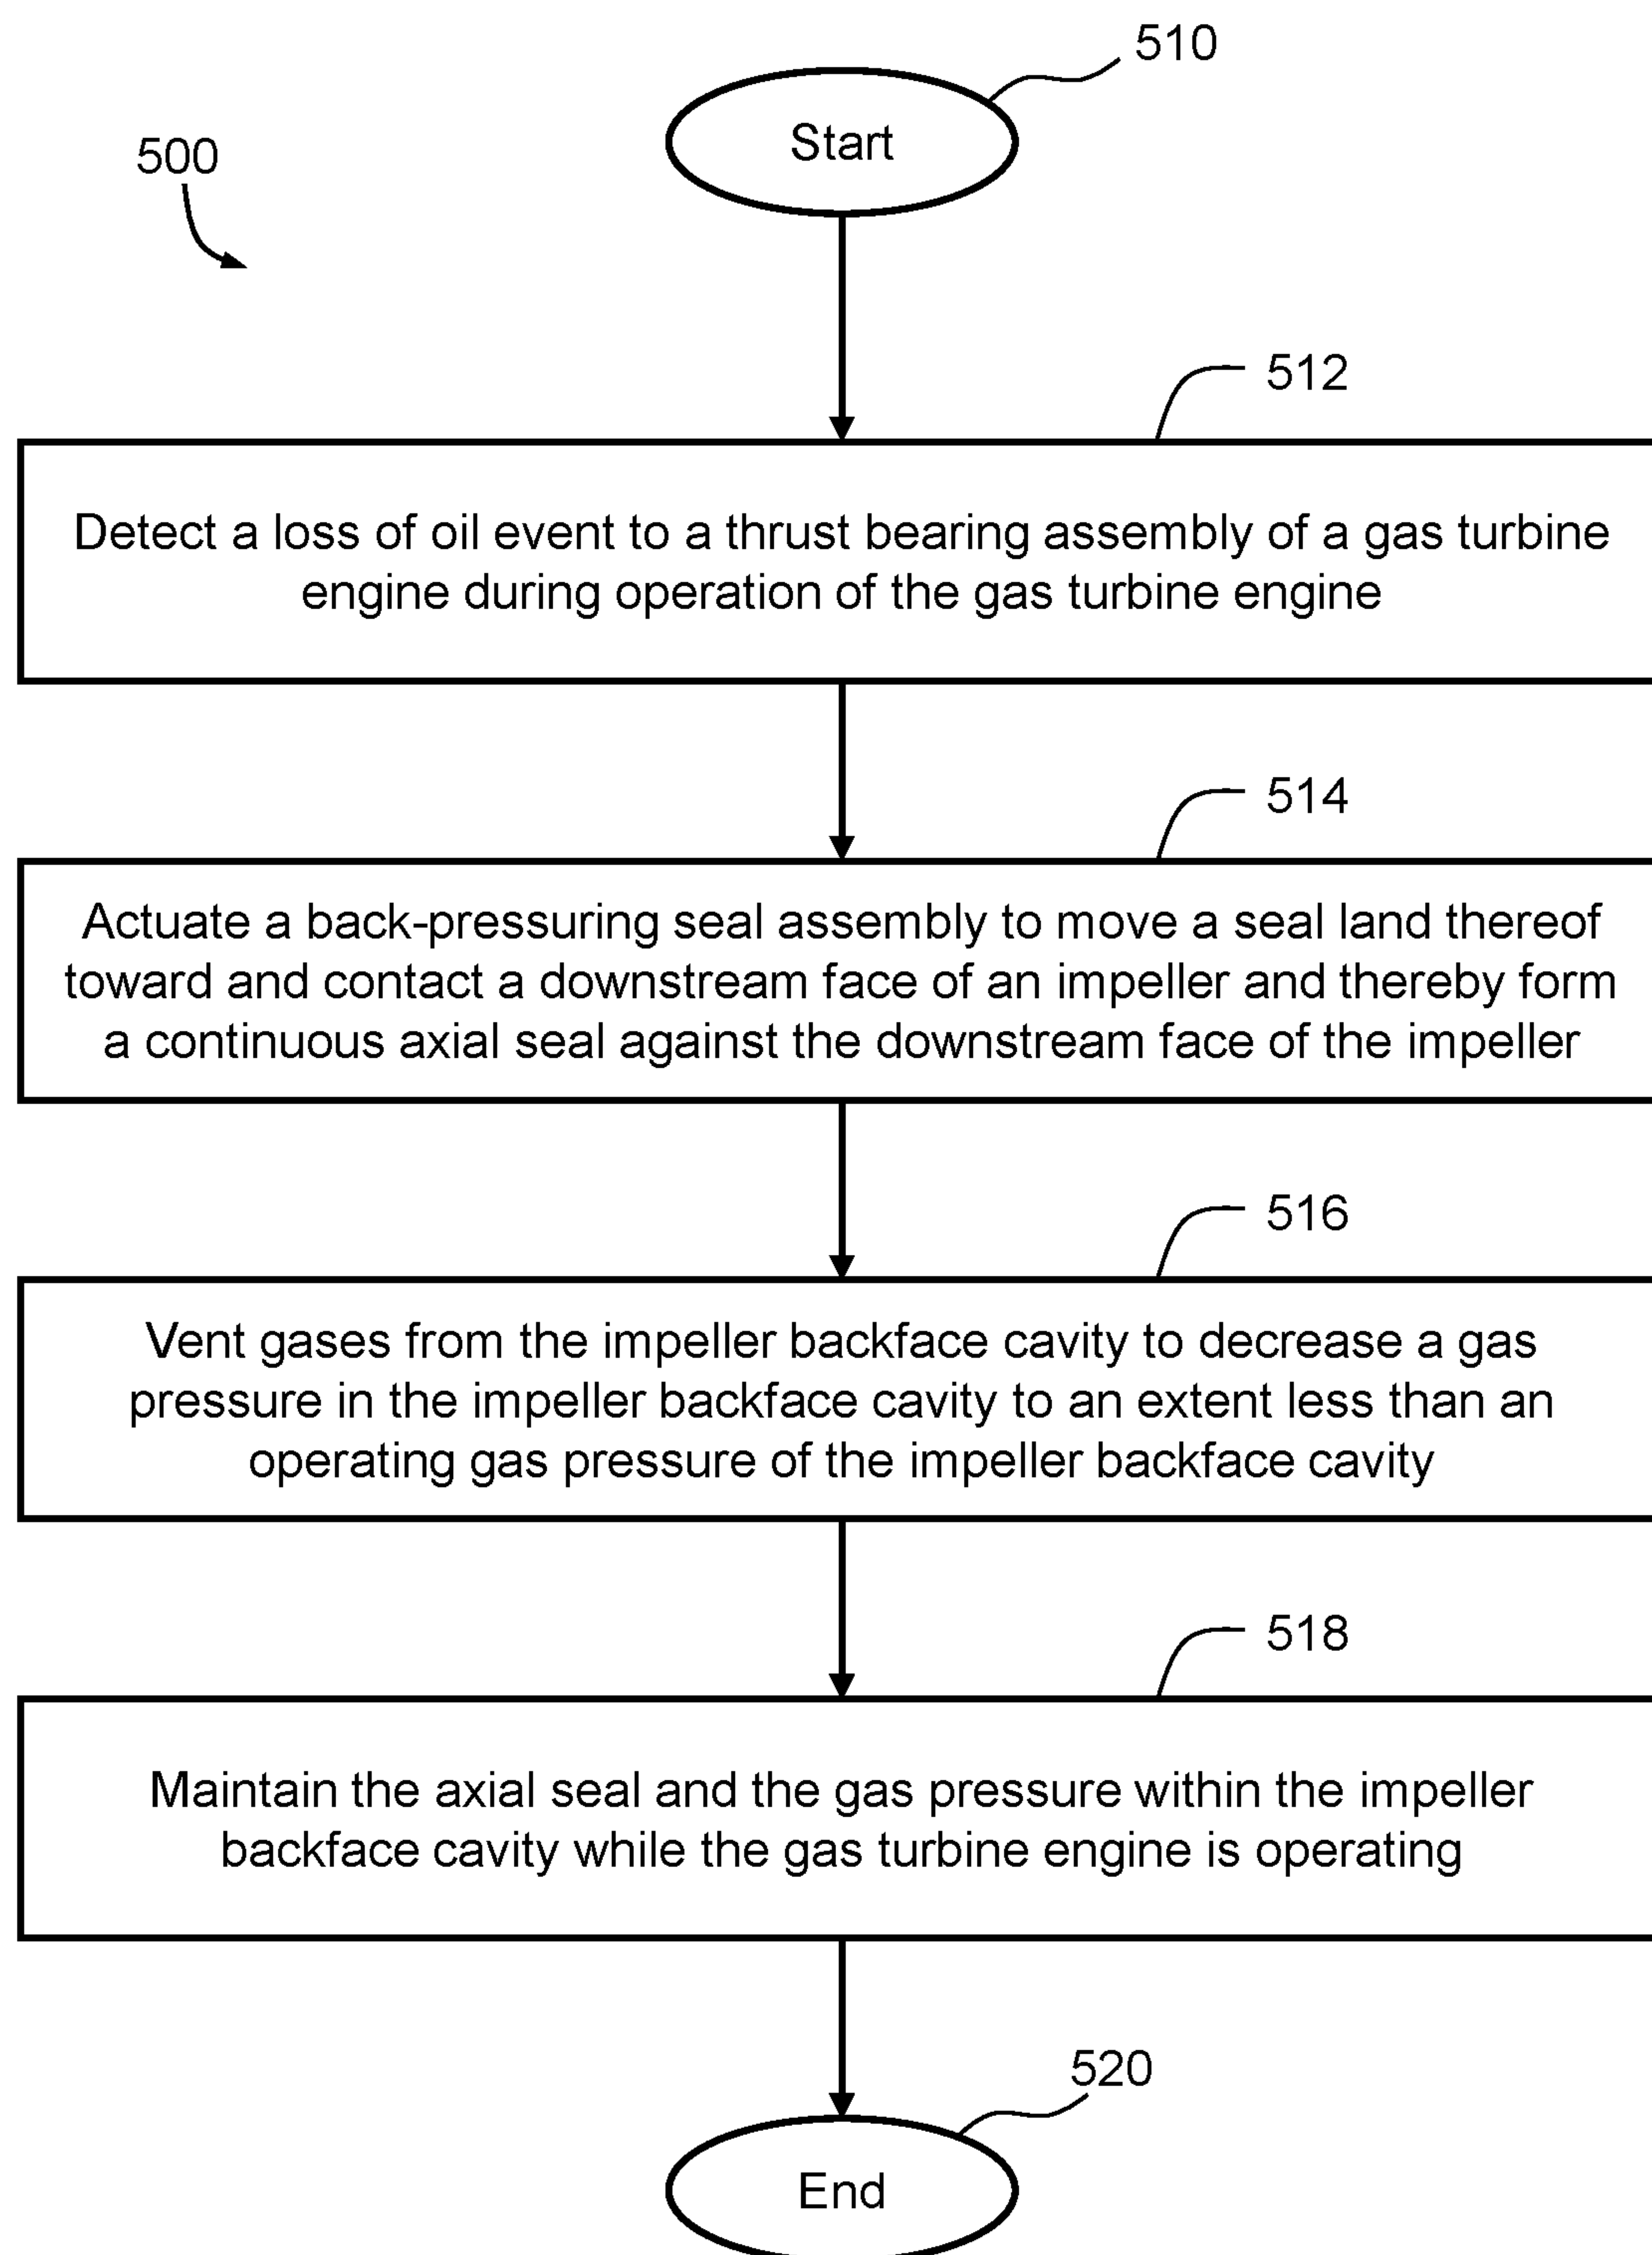 510
Start
500
512
Detect a loss of oil event to a thrust bearing assembly of a gas turbine
engine during operation of the gas turbine engine
514
Actuate a back-pressuring seal assembly to move a seal land thereof
toward and contact a downstream face of an impeller and thereby form
a continuous axial seal against the downstream face of the impeller
516
Vent gases from the impeller backface cavity to decrease a gas
pressure in the impeller backface cavity to an extent less than an
operating gas pressure of the impeller backface cavity
518
Maintain the axial seal and the gas pressure within the impeller
backface cavity while the gas turbine engine is operating
520
End